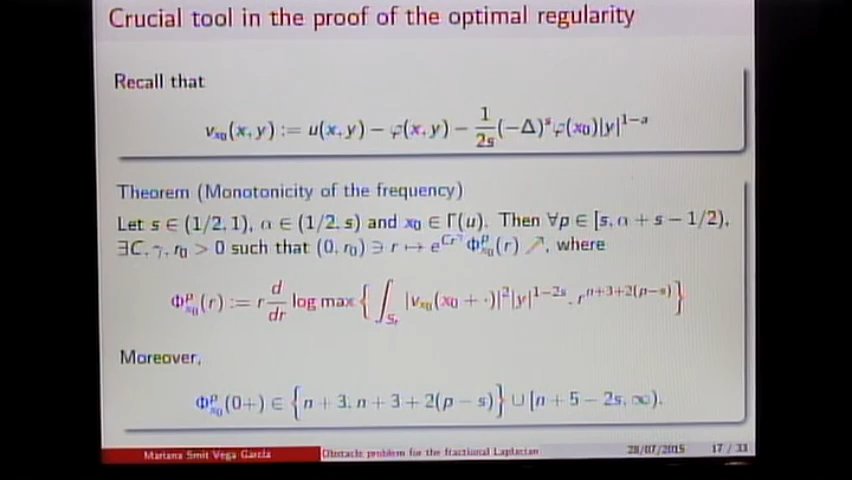 Crucial tool in the proof of the optimal regularity
Recall that
v_{x_0}(x, y) := u(x, y) − φ(x, y) − \frac{1}{2s}(−Δ)^s φ(x_0)|y|^{1−a}
Theorem (Monotonicity of the frequency)
Let s ∈ (1/2, 1), α ∈ (1/2, s) and x_0 ∈ Γ(u). Then ∀p ∈ [s, α + s − 1/2),
∃C, γ, r_0 > 0 such that (0, r_0) ∋ r ↦ e^{Cr^γ} Φ^p_{x_0}(r) ↗, where
Φ^p_{x_0}(r) := r \frac{d}{dr} log max { ∫_{S_r} |v_{x_0}(x_0 + ·)|^2 |y|^{1−2s}, r^{n+3+2(p−s)} }
Moreover,
Φ^p_{x_0}(0+) ∈ {n + 3, n + 3 + 2(p − s)} ∪ [n + 5 − 2s, ∞).
Mariana Smit Vega Garcia Obstacle problem for the fractional Laplacian 28/07/2015 17 / 33